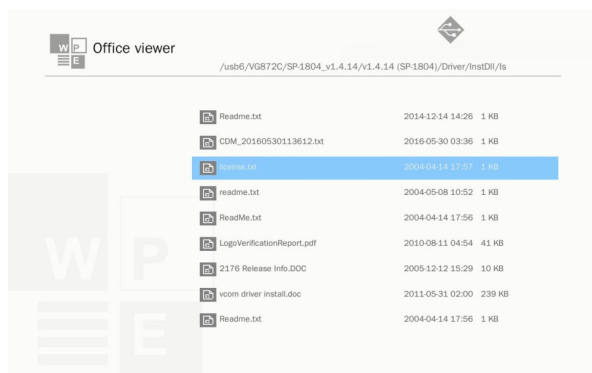 W P E Office viewer
/usb6/VG872C/SP-1804_v1.4.14/v1.4.14 (SP-1804)/Driver/InstDll/Is
Readme.txt 2014-12-14 14:26 1 KB
CDM_20160530113612.txt 2016-05-30 03:36 1 KB
license.txt 2004-04-14 17:57 1 KB
readme.txt 2004-05-08 10:52 1 KB
ReadMe.txt 2004-04-14 17:56 1 KB
LogoVerificationReport.pdf 2010-08-11 04:54 41 KB
2176 Release Info.DOC 2005-12-12 15:29 10 KB
vcom driver install.doc 2011-05-31 02:00 239 KB
Readme.txt 2004-04-14 17:56 1 KB
W P
E